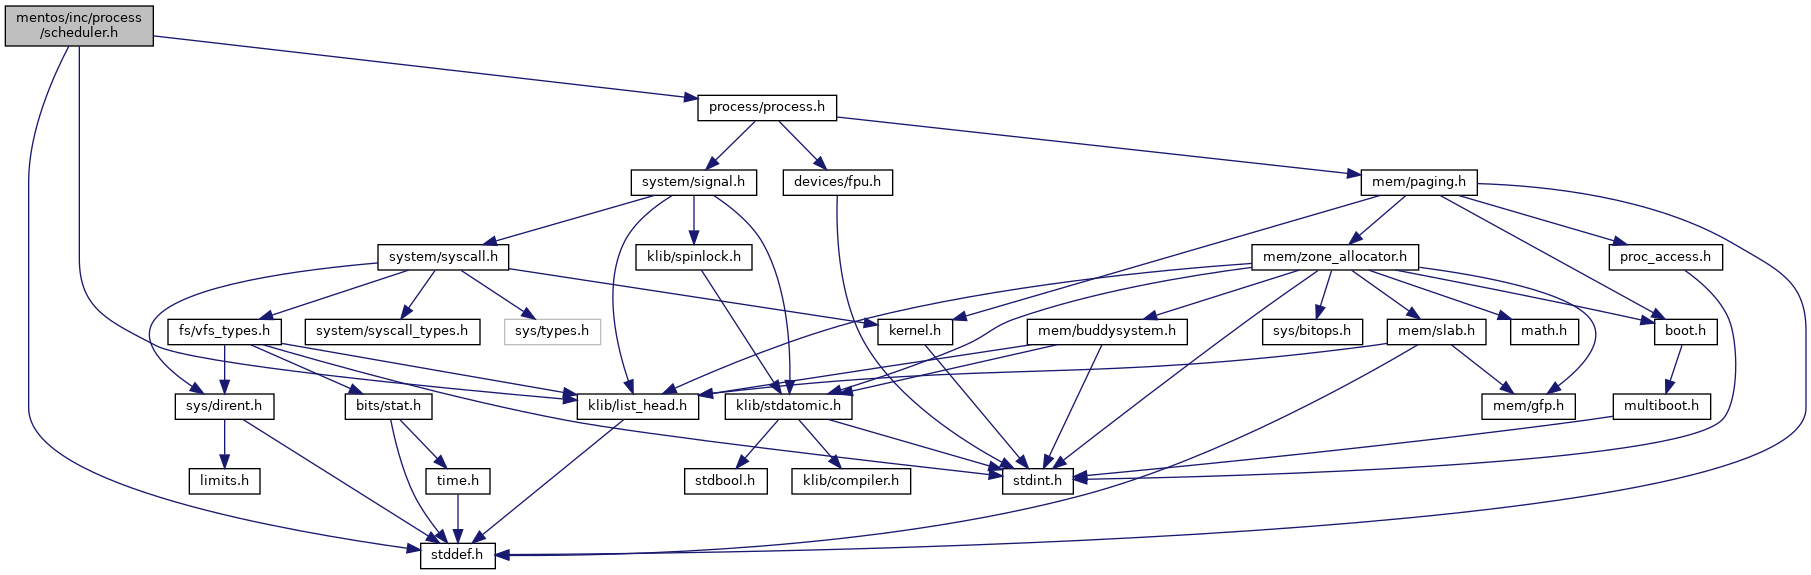 mentos/inc/process
/scheduler.h
process/process.h
system/signal.h
devices/fpu.h
mem/paging.h
system/syscall.h
klib/spinlock.h
mem/zone_allocator.h
proc_access.h
fs/vfs_types.h
system/syscall_types.h
sys/types.h
kernel.h
mem/buddysystem.h
sys/bitops.h
mem/slab.h
math.h
boot.h
sys/dirent.h
bits/stat.h
klib/list_head.h
klib/stdatomic.h
mem/gfp.h
multiboot.h
limits.h
time.h
stdbool.h
klib/compiler.h
stdint.h
stddef.h